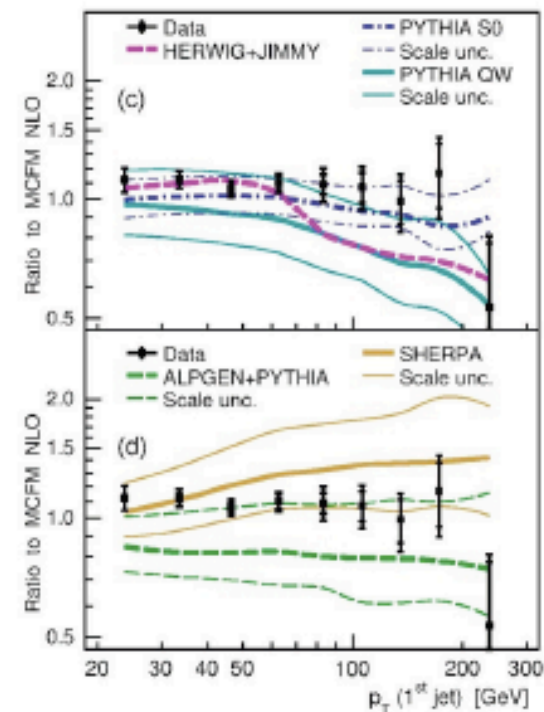 Data
HERWIG+JIMMY
PYTHIA S0
Scale unc.
PYTHIA QW
Scale unc.
(c)
2.0
1.5
1.0
0.5
Ratio to MCFM NLO
Data
ALPGEN+PYTHIA
Scale unc.
SHERPA
Scale unc.
(d)
2.0
1.5
1.0
0.5
Ratio to MCFM NLO
20 30 40 50 100 200 300
p_T (1st jet) [GeV]